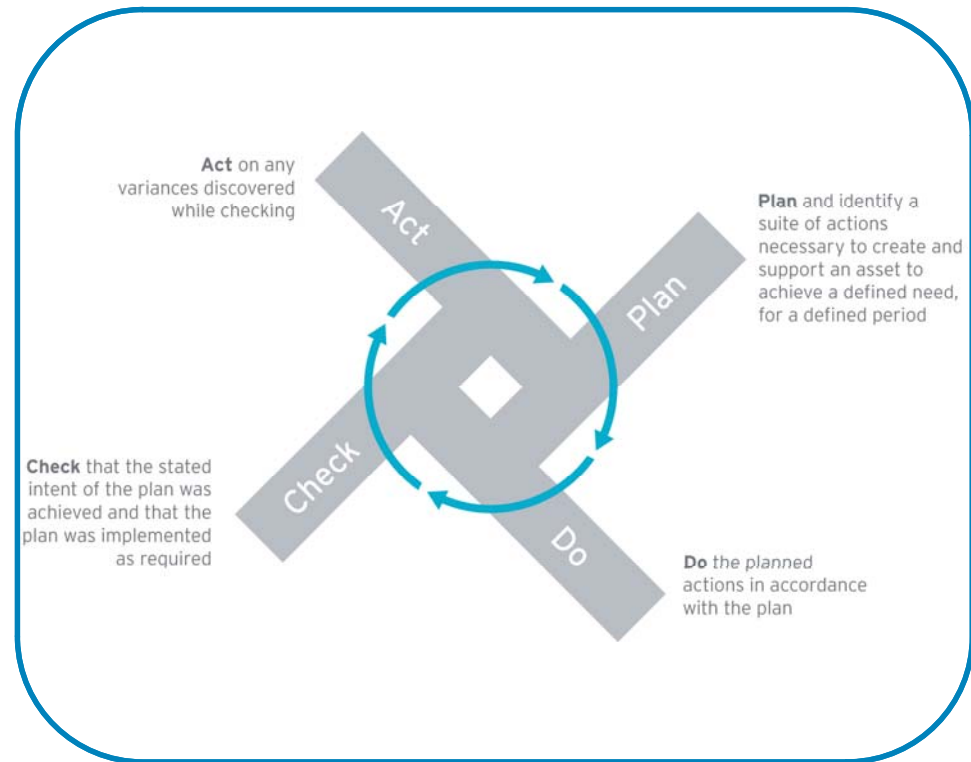 Act on any
variances discovered
while checking
Act
Plan and identify a
suite of actions
necessary to create and
support an asset to
achieve a defined need,
for a defined period
Plan
Check that the stated
intent of the plan was
achieved and that the
plan was implemented
as required
Check
Do
Do the planned
actions in accordance
with the plan